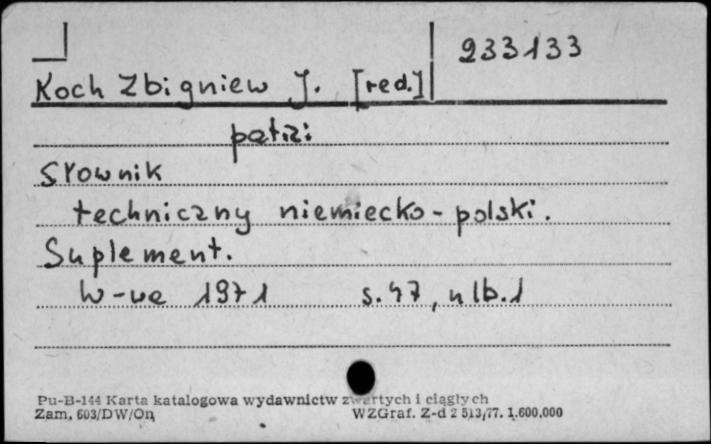 233133
Koch Zbigniew J. [red.]
patrz:
Słownik
techniczny niemiecko-polski.
Suplement.
W-wa 1971 s. 47, nlb. 1
Pu-B-144 Karta katalogowa wydawnictw zwartych i ciągłych
Zam. 603/DW/On WZGraf. Z-d 2 513/77. 1.600.000